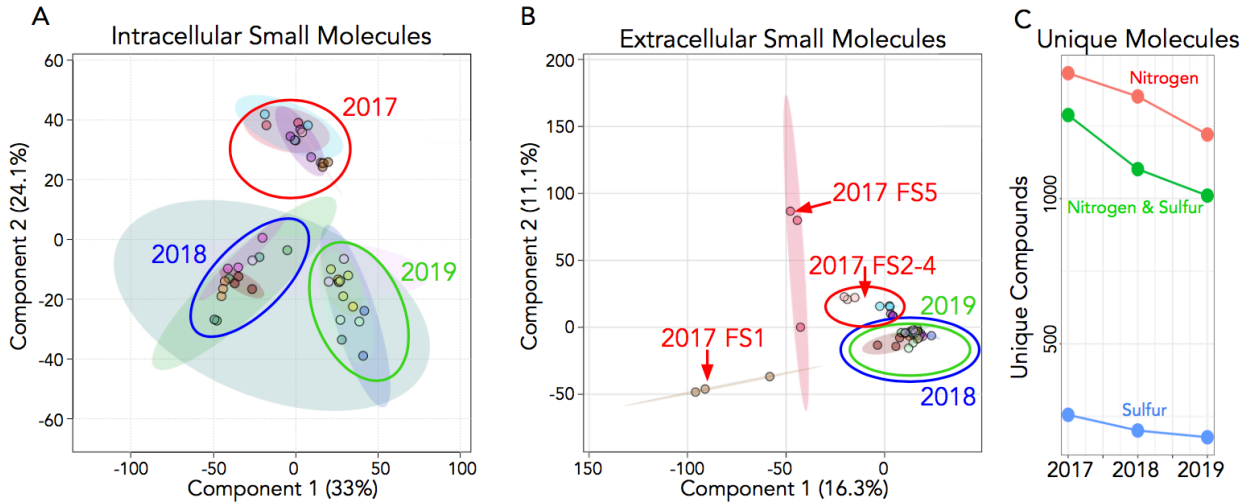 A
Intracellular Small Molecules
60
40
20
0
-20
-40
-60
-100
-50
0
50
100
Component 2 (24.1%)
Component 1 (33%)
2017
2018
2019
B
Extracellular Small Molecules
200
150
100
50
0
-50
150
-100
-50
0
Component 2 (11.1%)
Component 1 (16.3%)
2017 FS5
2017 FS2-4
2019
2017 FS1
2018
C
Unique Molecules
Nitrogen
1000
Nitrogen & Sulfur
500
Sulfur
Unique Compounds
2017 2018 2019